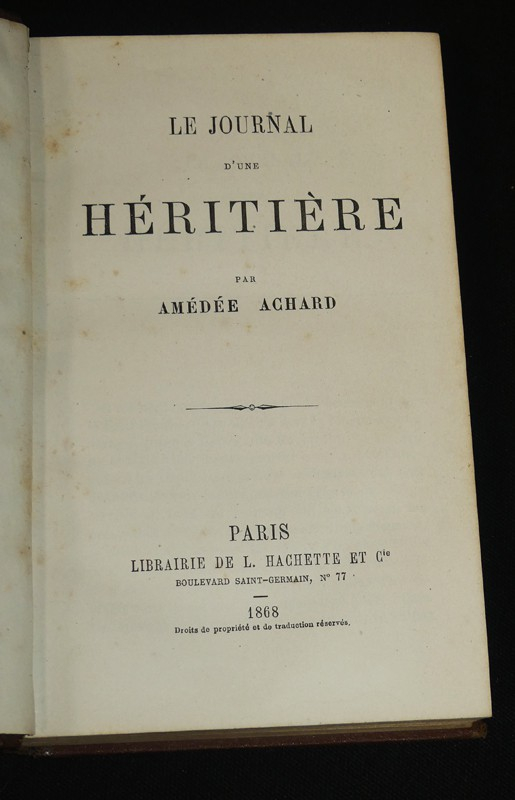 LE JOURNAL
D'UNE
HÉRITIÈRE
PAR
AMÉDÉE ACHARD
PARIS
LIBRAIRIE DE L. HACHETTE ET Cie
BOULEVARD SAINT-GERMAIN, No 77
1868
Droits de propriété et de traduction réservés.